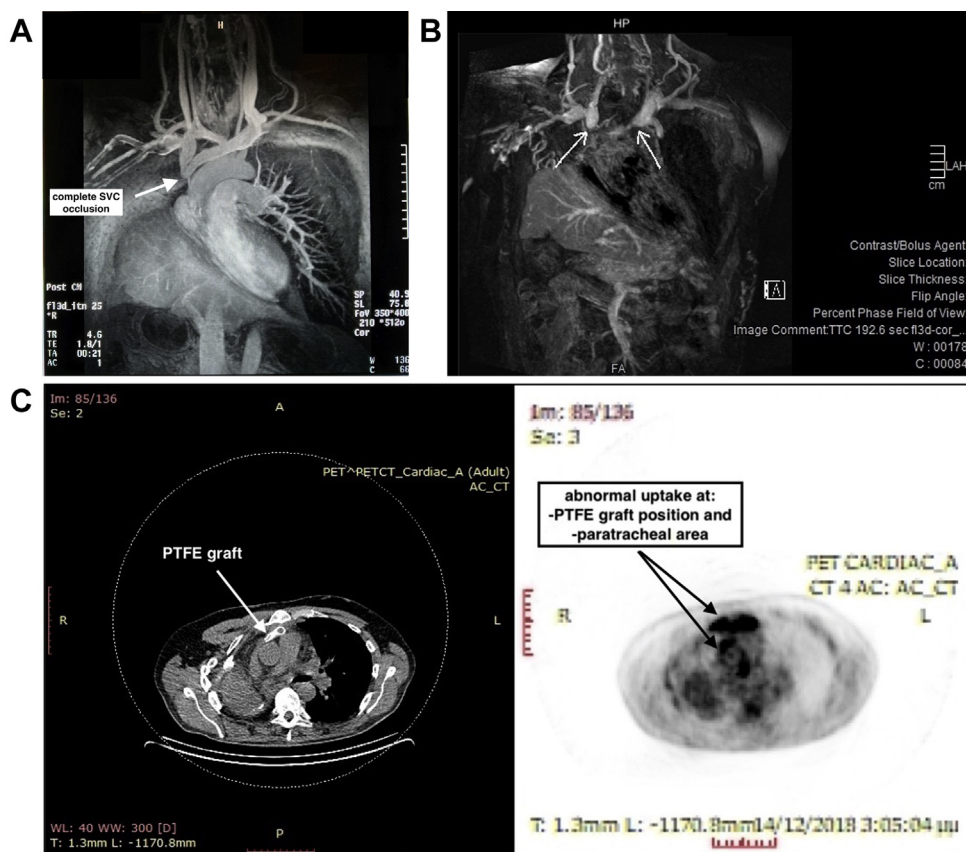 A
H
complete SVC
occlusion
Post CM
fl3d_itn 25
*R
TR 4.6
TE 1.8/1
TA 00:21
AC 1
SP 40.5
SL 75.8
FoV 350*400
210 *512o
Cor
W 136
C 66
B
HP
LAH
cm
Contrast/Bolus Agent
Slice Location:
Slice Thickness:
Flip Angle:
Percent Phase Field of View:
Image Comment:TTC 192.6 sec fl3d-cor_...
W : 00178
C : 00084
A
FA
C
Im: 85/136
Se: 2
A
PET^PETCT_Cardiac_A (Adult)
AC_CT
PTFE graft
R
L
WL: 40 WW: 300 [D]
T: 1.3mm L: -1170.8mm
P
Im: 85/136
Se: 3
abnormal uptake at:
-PTFE graft position and
-paratracheal area
PET CARDIAC_A
CT 4 AC: AC_CT
R
L
T: 1.3mm L: -1170.8mm14/12/2018 3:05:04 μμ